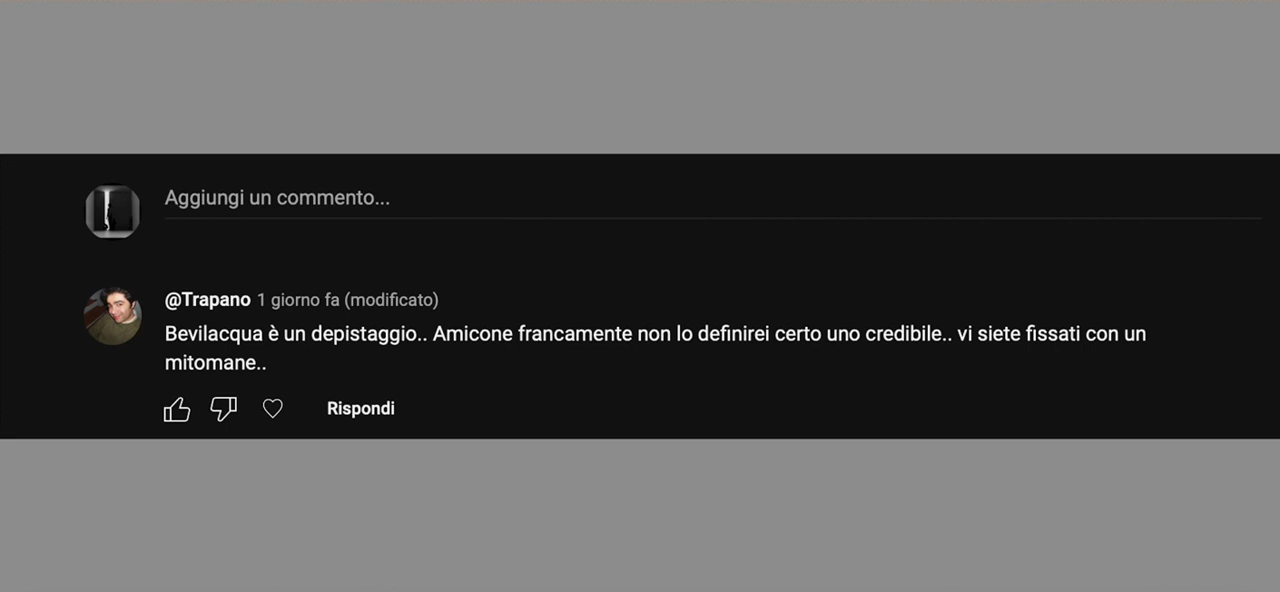 Aggiungi un commento...
@Trapano 1 giorno fa (modificato)
Bevilacqua è un depistaggio.. Amicone francamente non lo definirei certo uno credibile.. vi siete fissati con un
mitomane..
Rispondi